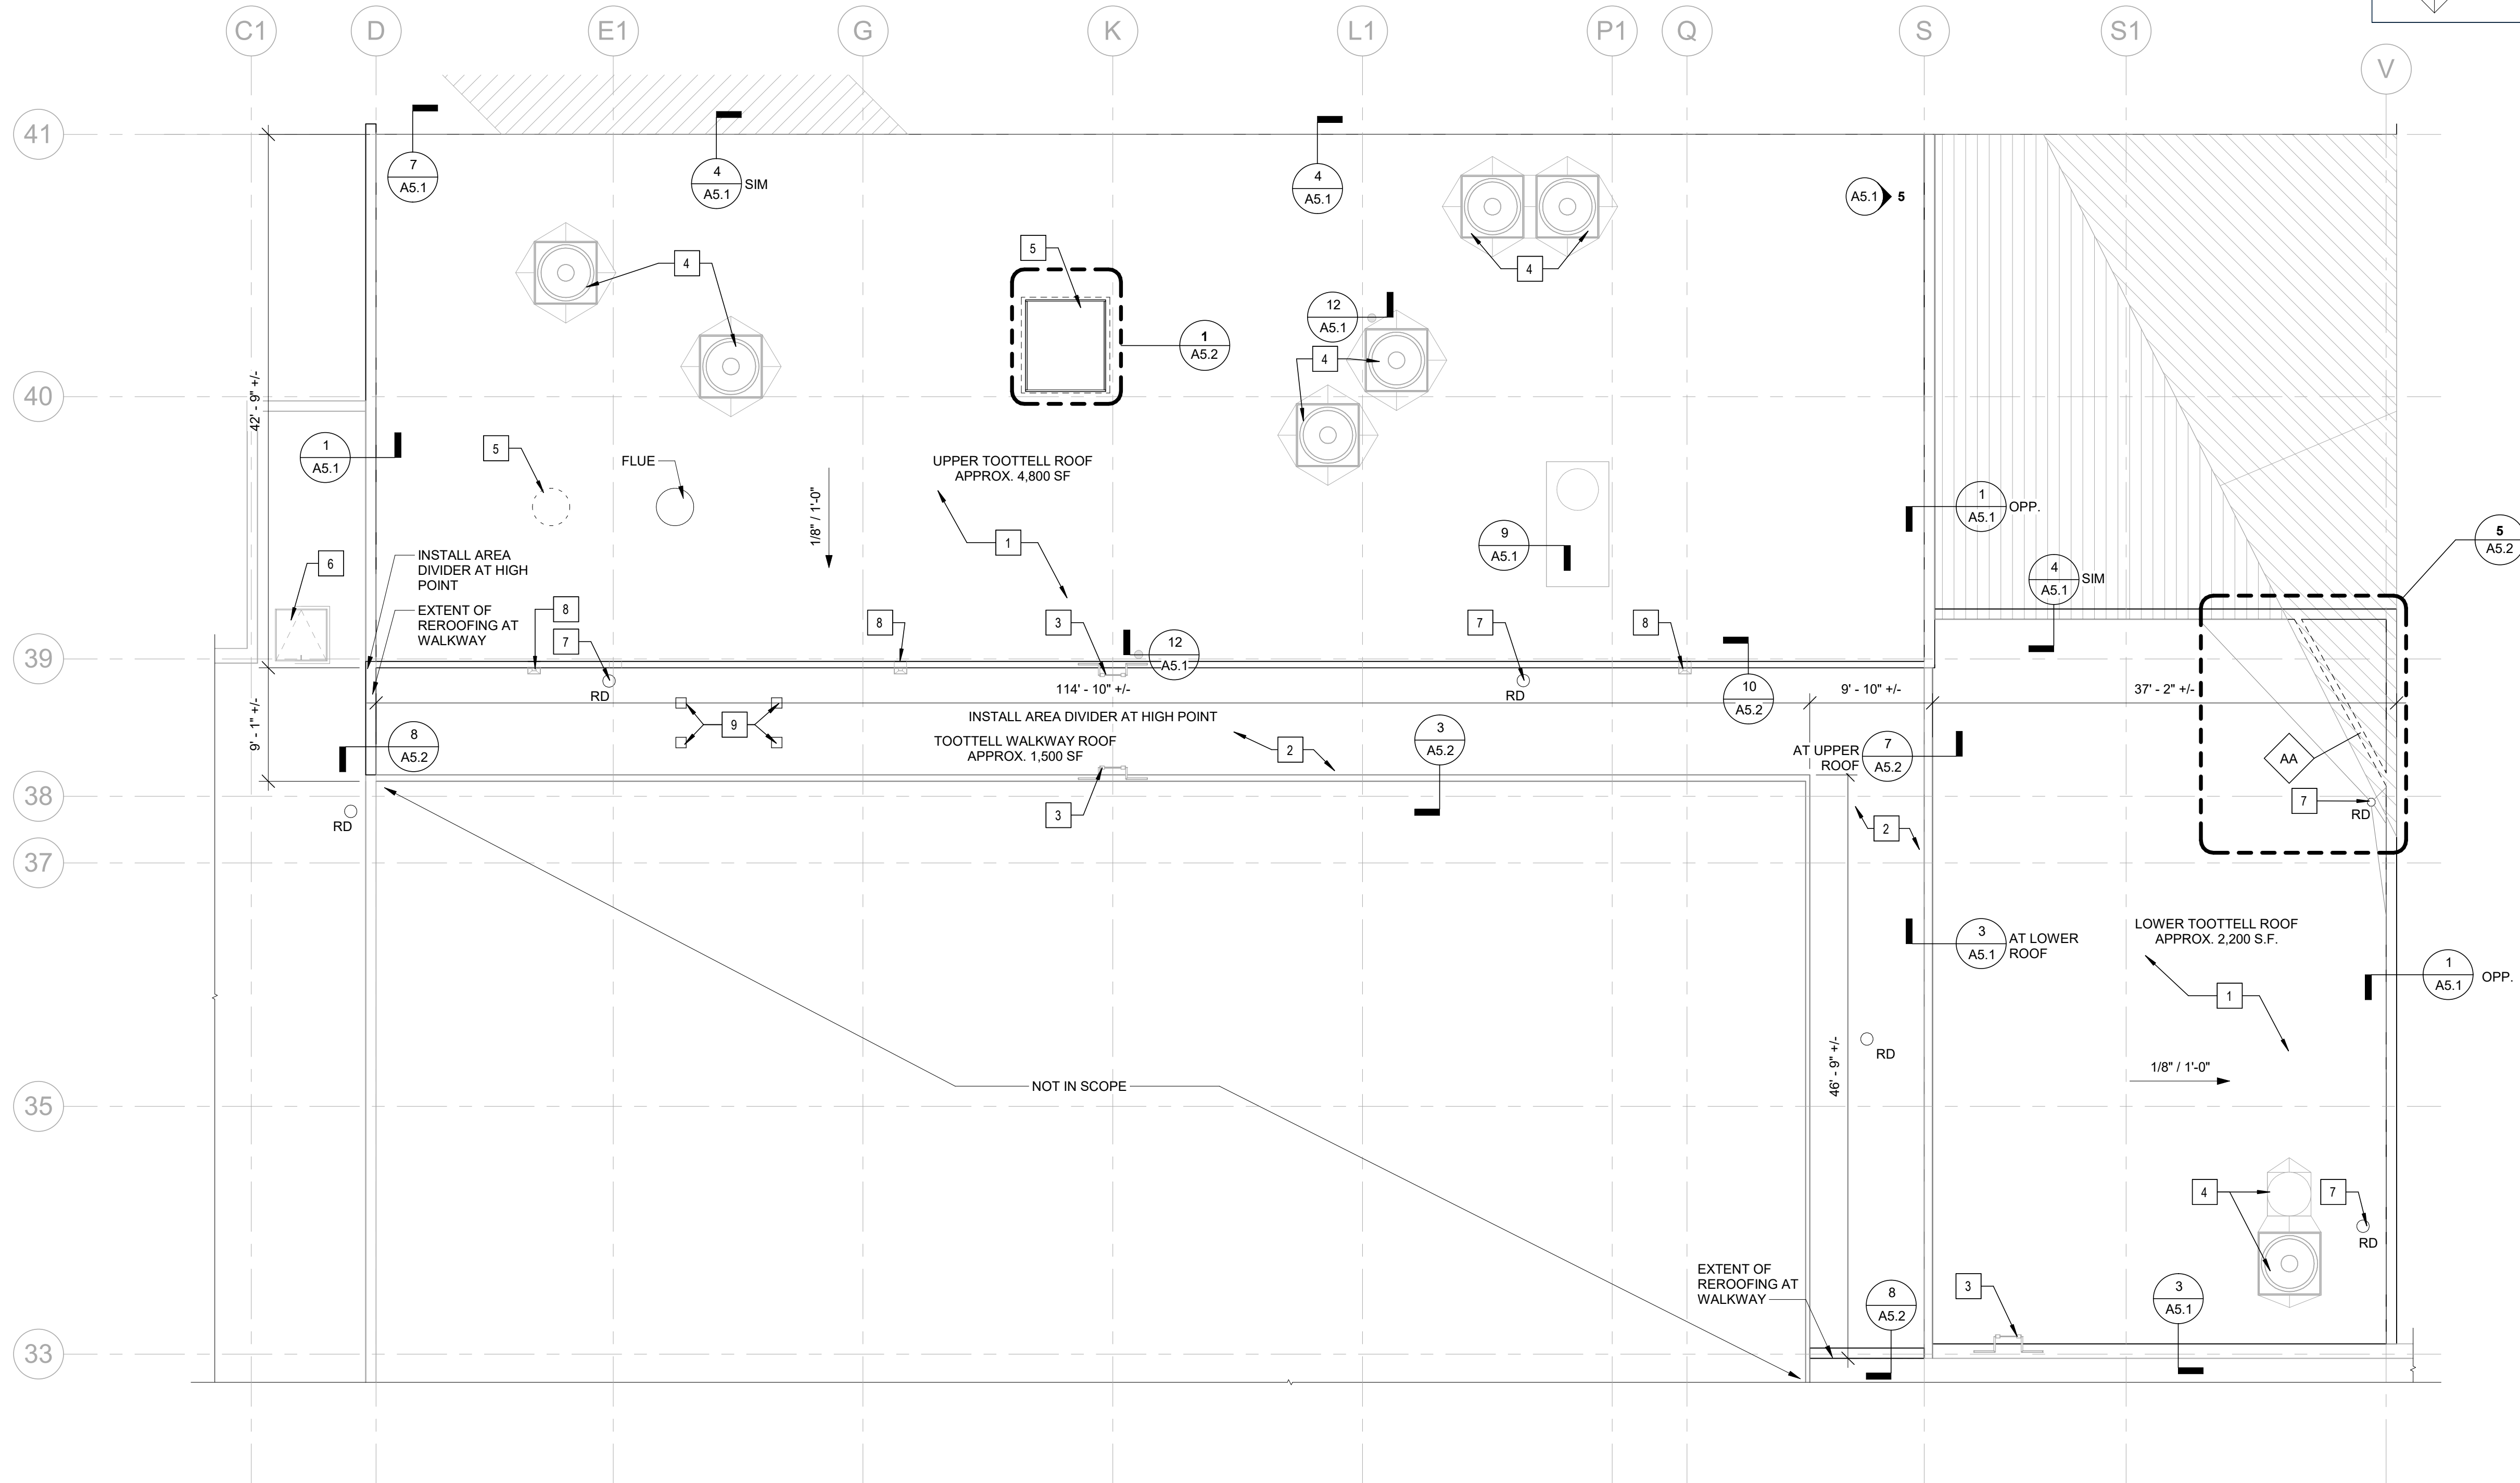 C1
D
E1
G
K
L1
P1
Q
S
S1
V
41
7
A5.1
4
A5.1
SIM
4
A5.1
A5.1
5
5
4
4
12
A5.1
4
1
A5.2
42' - 9" +/-
40
1
A5.1
5
FLUE
UPPER TOOTTELL ROOF
APPROX. 4,800 SF
1/8" / 1'-0"
1
9
A5.1
1
A5.1
OPP.
5
A5.2
4
A5.1
SIM
6
INSTALL AREA
DIVIDER AT HIGH
POINT
EXTENT OF
REROOFING AT
WALKWAY
8
7
8
3
12
A5.1
7
8
39
RD
114' - 10" +/-
RD
10
A5.2
9' - 10" +/-
37' - 2" +/-
9' - 1" +/-
8
A5.2
9
INSTALL AREA DIVIDER AT HIGH POINT
TOOTTELL WALKWAY ROOF
APPROX. 1,500 SF
2
3
A5.2
AT UPPER
ROOF
7
A5.2
AA
38
RD
3
2
7
RD
37
3
A5.1
AT LOWER
ROOF
LOWER TOOTTELL ROOF
APPROX. 2,200 S.F.
1
A5.1
OPP.
1
RD
46' - 9" +/-
1/8" / 1'-0"
NOT IN SCOPE
35
4
7
RD
EXTENT OF
REROOFING AT
WALKWAY
8
A5.2
3
3
A5.1
33